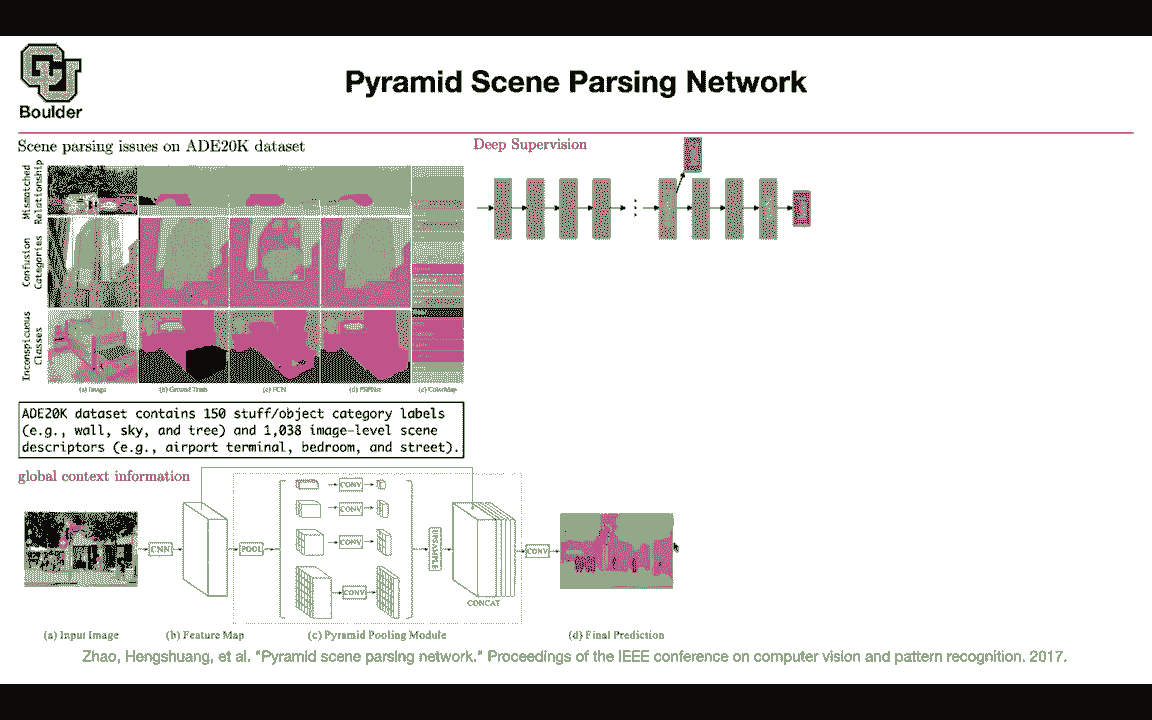 Boulder
Pyramid Scene Parsing Network
Scene parsing issues on ADE20K dataset
Mismatched
Relationship
Confusion
Categories
Inconspicuous
Classes
(a) Image
(b) Ground Truth
(c) FCN
(d) PSPNet
(e) ColorMap
ADE20K dataset contains 150 stuff/object category labels
(e.g., wall, sky, and tree) and 1,038 image-level scene
descriptors (e.g., airport terminal, bedroom, and street).
Deep Supervision
global context information
CNN
POOL
CONV
CONV
CONV
CONV
UPSAMPLE
CONCAT
CONV
(a) Input Image
(b) Feature Map
(c) Pyramid Pooling Module
(d) Final Prediction
Zhao, Hengshuang, et al. "Pyramid scene parsing network." Proceedings of the IEEE conference on computer vision and pattern recognition. 2017.